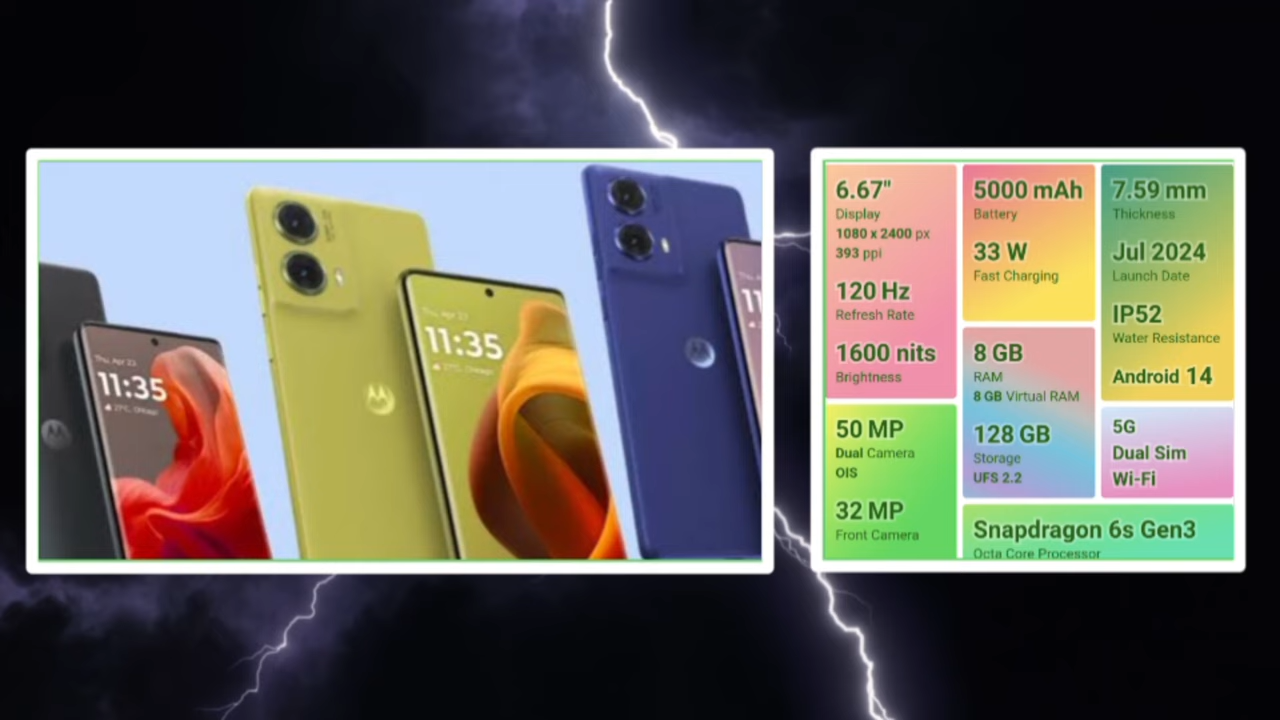 Thu, Apr 23
11:35
Thu, Apr 23
11:35
11
6.67"
Display
1080 x 2400 px
393 ppi
120 Hz
Refresh Rate
1600 nits
Brightness
50 MP
Dual Camera
OIS
32 MP
Front Camera
5000 mAh
Battery
33 W
Fast Charging
8 GB
RAM
8 GB Virtual RAM
128 GB
Storage
UFS 2.2
7.59 mm
Thickness
Jul 2024
Launch Date
IP52
Water Resistance
Android 14
5G
Dual Sim
Wi-Fi
Snapdragon 6s Gen3
Octa Core Processor